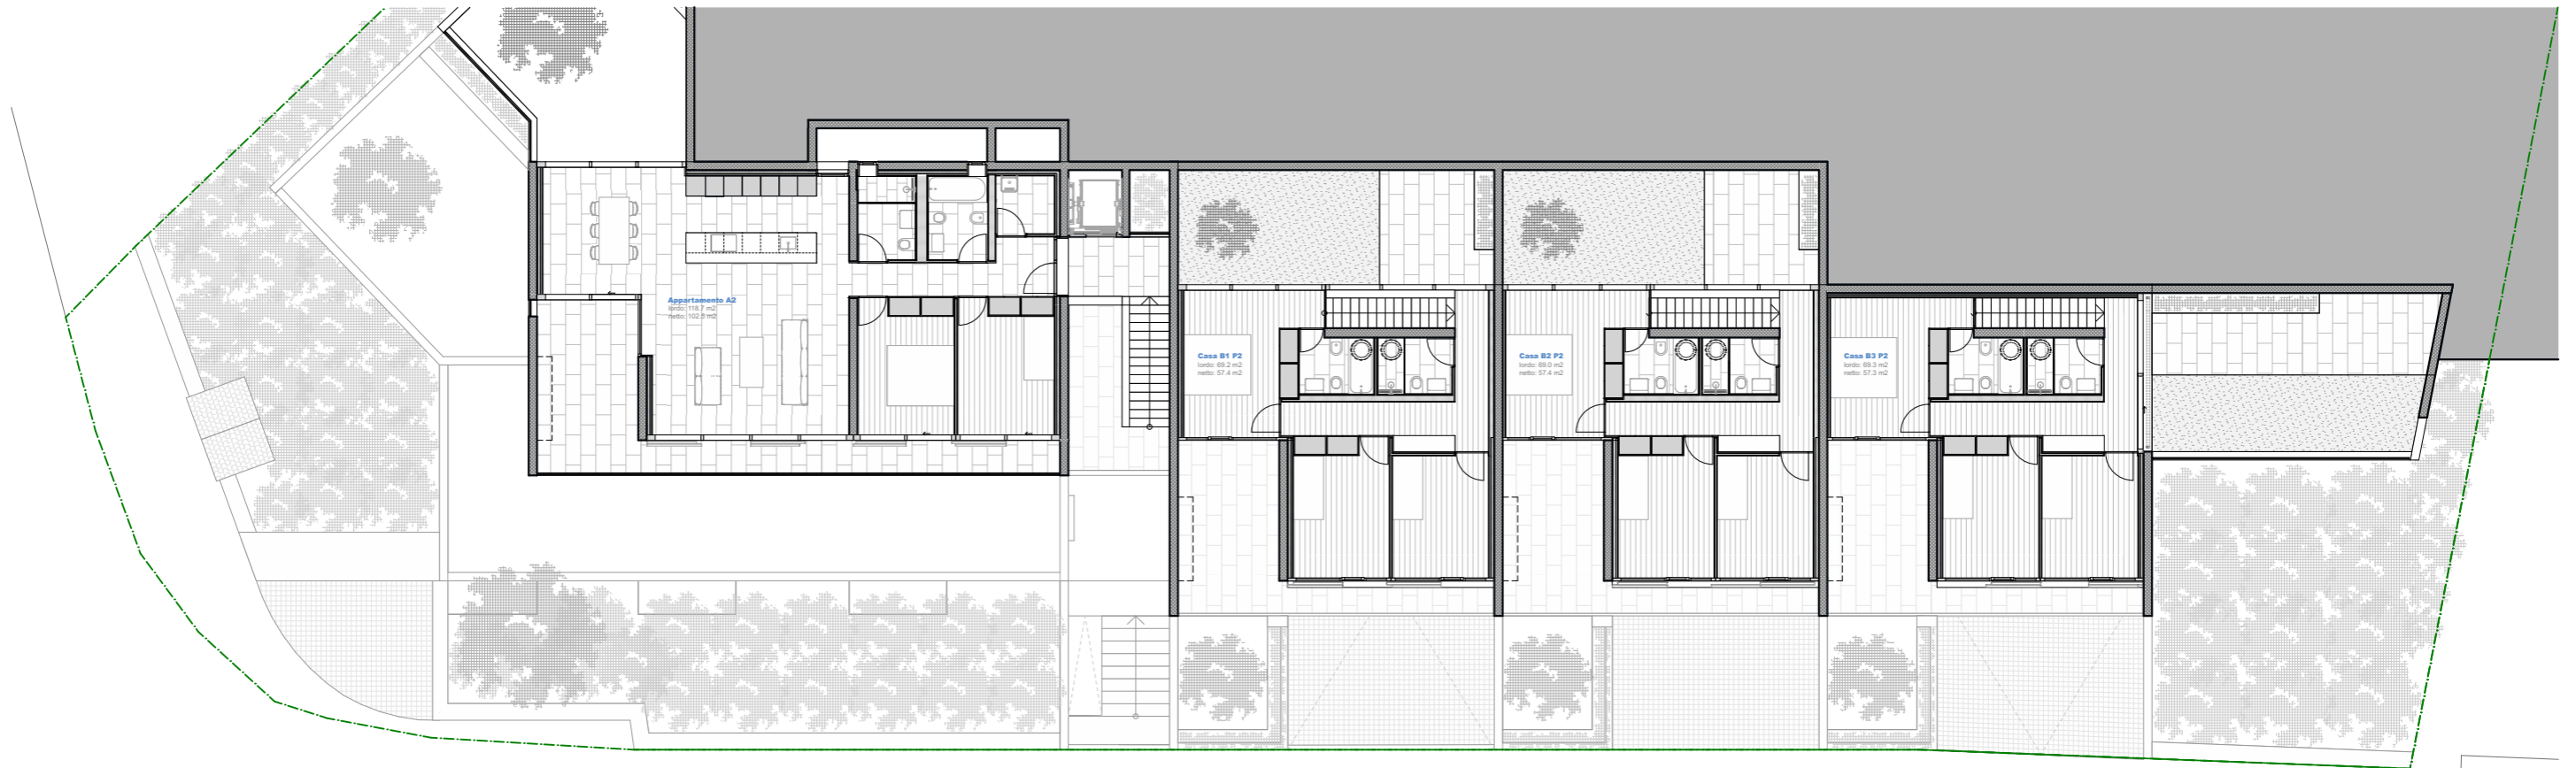 Appartamento A2
lordo: 118.7 m2
netto: 102.5 m2
Casa B1 P2
lordo: 69.2 m2
netto: 57.4 m2
Casa B2 P2
lordo: 69.0 m2
netto: 57.4 m2
Casa B3 P2
lordo: 69.3 m2
netto: 57.3 m2